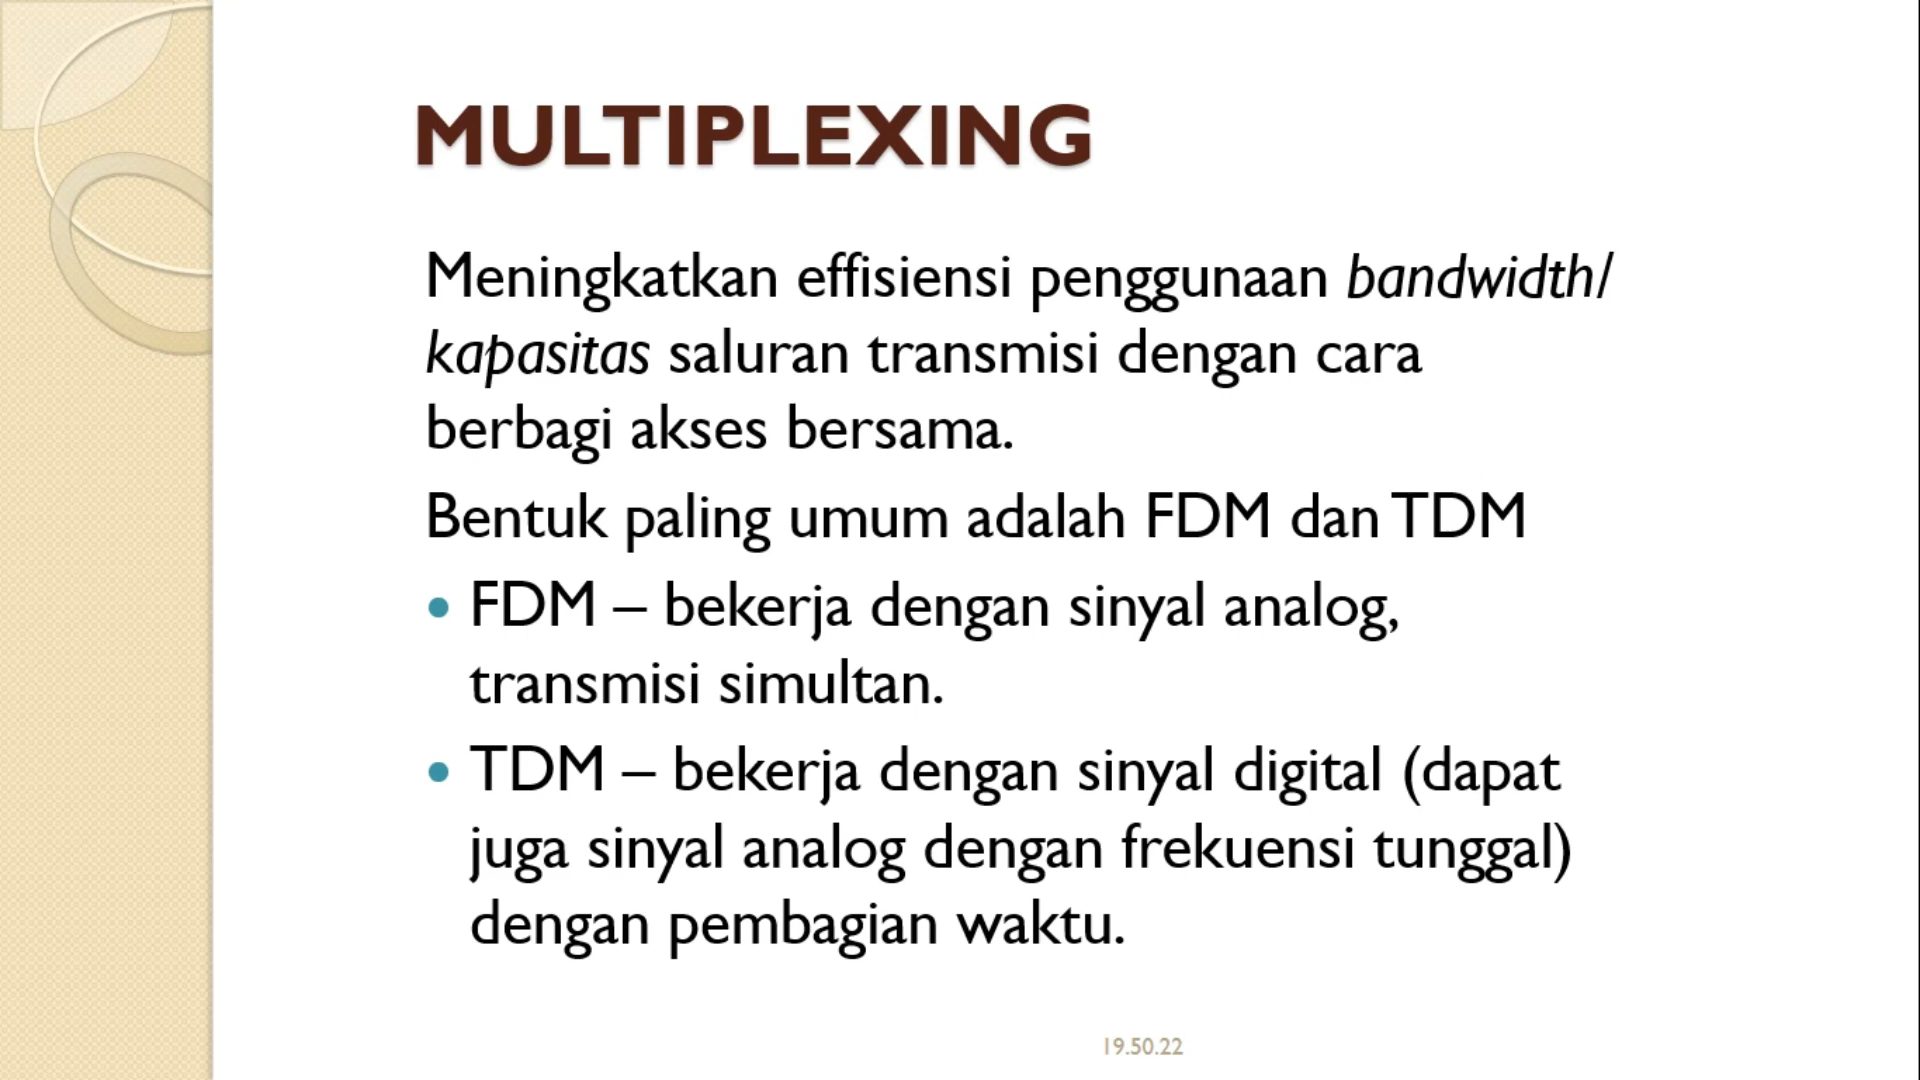 MULTIPLEXING
Meningkatkan effisiensi penggunaan bandwidth/
kapasitas saluran transmisi dengan cara
berbagi akses bersama.
Bentuk paling umum adalah FDM dan TDM
• FDM – bekerja dengan sinyal analog,
transmisi simultan.
• TDM – bekerja dengan sinyal digital (dapat
juga sinyal analog dengan frekuensi tunggal)
dengan pembagian waktu.
19.50.22